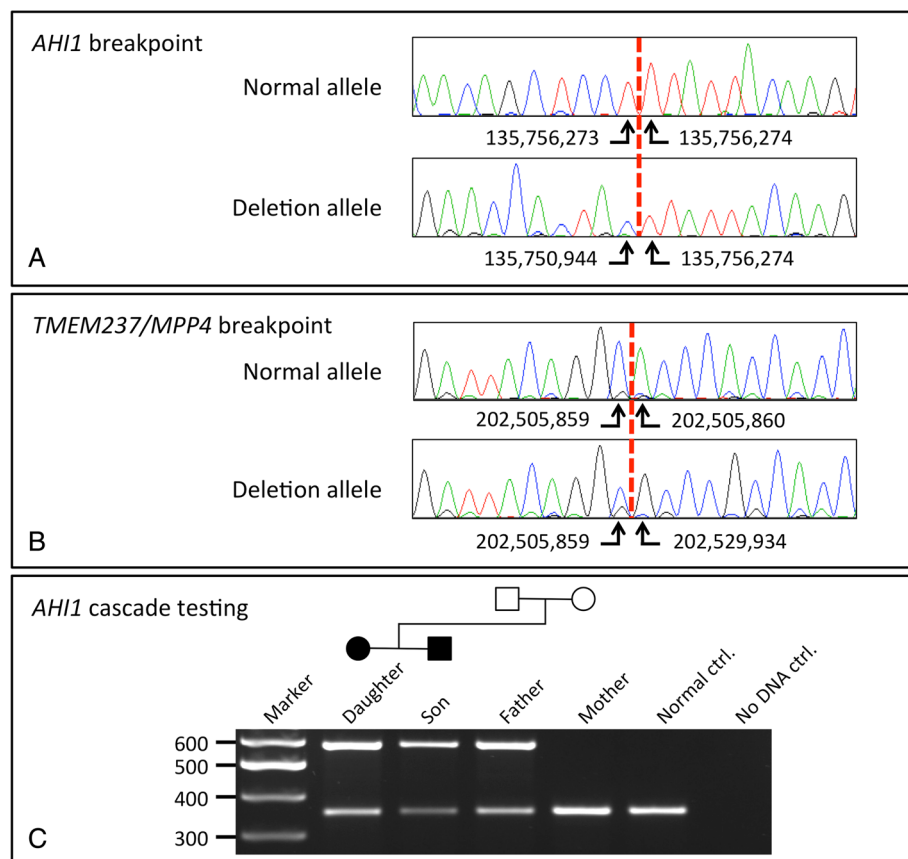 AHI1 breakpoint
Normal allele
135,756,273 135,756,274
Deletion allele
135,750,944 135,756,274
A
TMEM237/MPP4 breakpoint
Normal allele
202,505,859 202,505,860
Deletion allele
202,505,859 202,529,934
B
AHI1 cascade testing
Marker Daughter Son Father Mother Normal ctrl. No DNA ctrl.
600
500
400
300
C